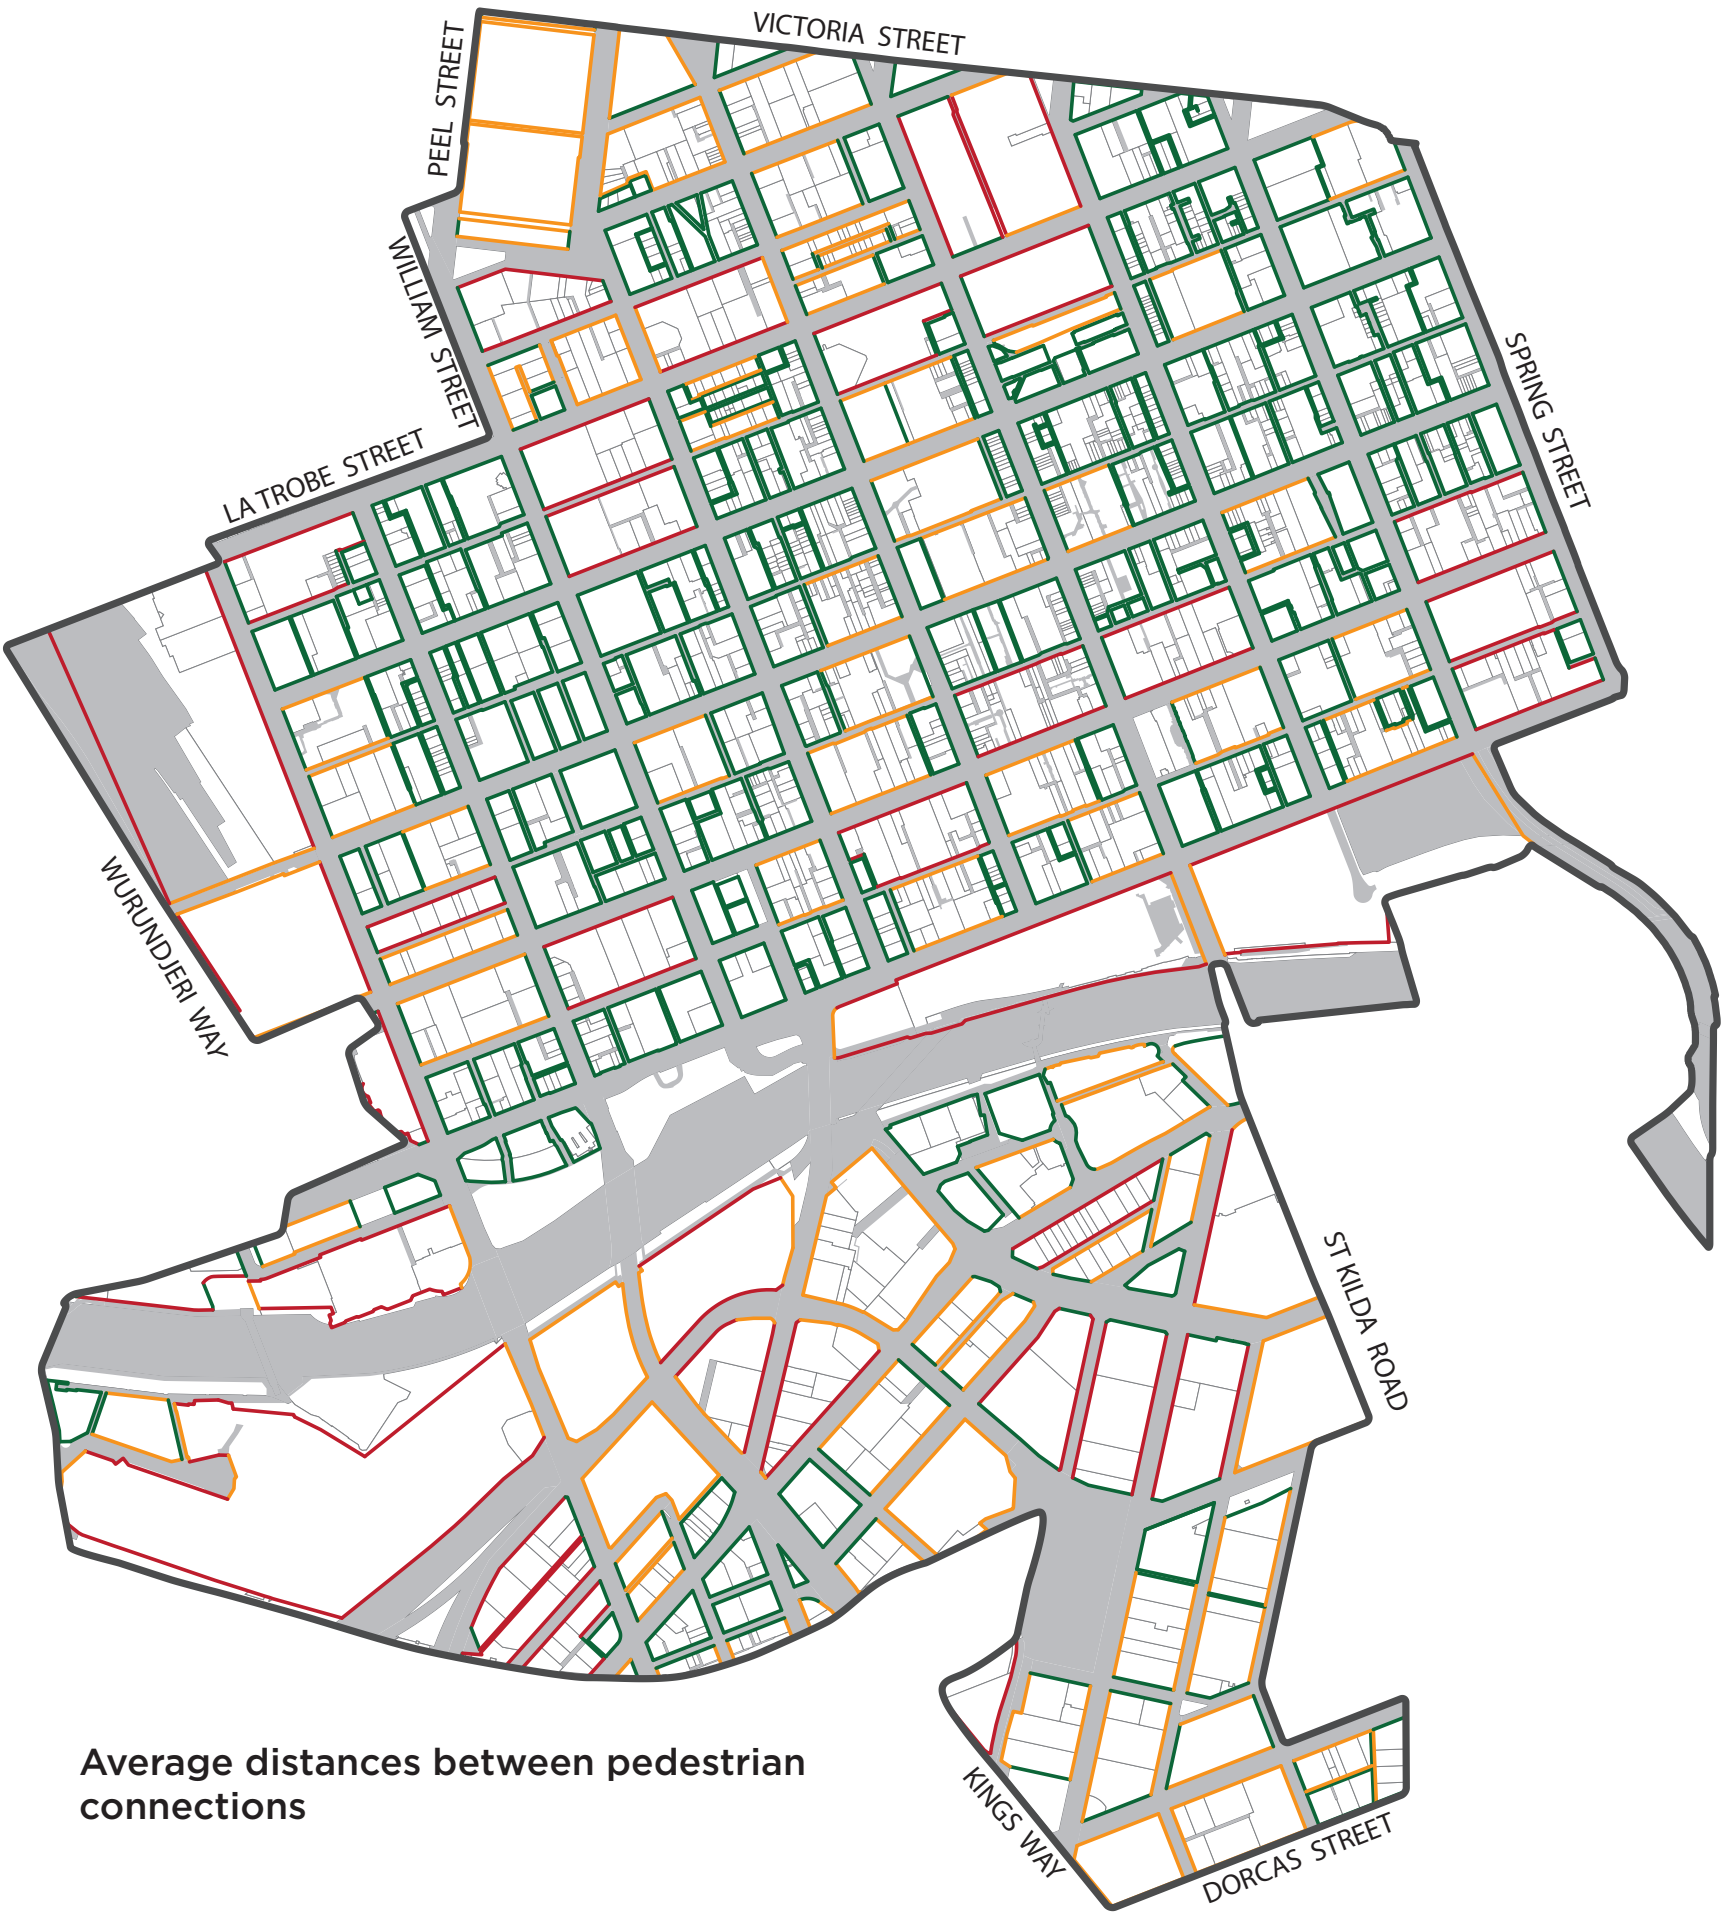 VICTORIA STREET
PEEL STREET
WILLIAM STREET
LA TROBE STREET
SPRING STREET
WURUNDJERI WAY
ST KILDA ROAD
KINGS WAY
DORCAS STREET
Average distances between pedestrian
connections